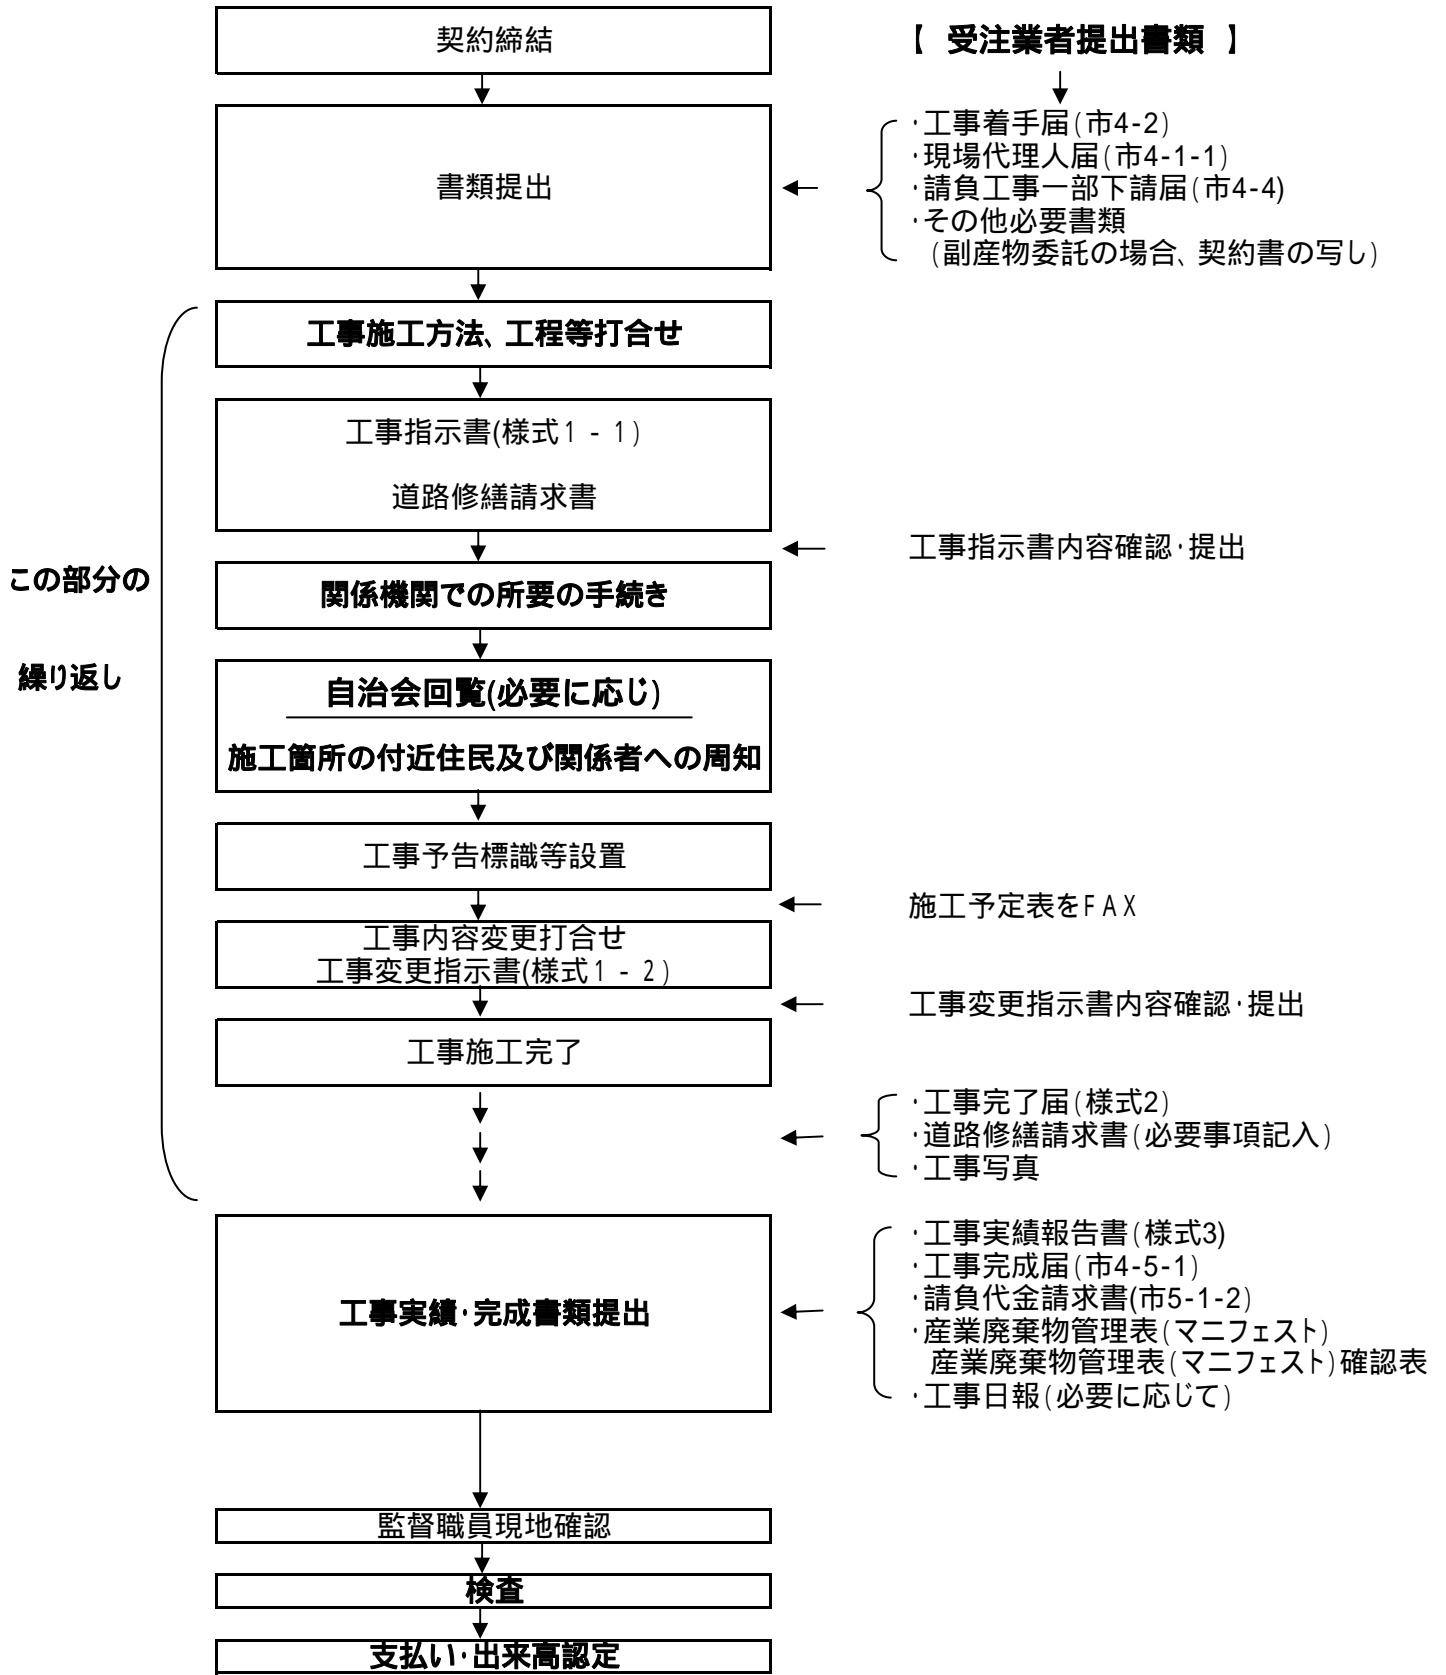 契約締結
【 受注業者提出書類 】
書類提出
・工事着手届(市4-2)
・現場代理人届(市4-1-1)
・請負工事一部下請届(市4-4)
・その他必要書類
(副産物委託の場合、契約書の写し)
工事施工方法、工程等打合せ
工事指示書(様式1-1)
道路修繕請求書
工事指示書内容確認・提出
この部分の
繰り返し
関係機関での所要の手続き
自治会回覧(必要に応じ)
施工箇所の付近住民及び関係者への周知
工事予告標識等設置
施工予定表をFAX
工事内容変更打合せ
工事変更指示書(様式1-2)
工事変更指示書内容確認・提出
工事施工完了
・工事完了届(様式2)
・道路修繕請求書(必要事項記入)
・工事写真
工事実績・完成書類提出
・工事実績報告書(様式3)
・工事完成届(市4-5-1)
・請負代金請求書(市5-1-2)
・産業廃棄物管理表(マニフェスト)
産業廃棄物管理表(マニフェスト)確認表
・工事日報(必要に応じて)
監督職員現地確認
検査
支払い・出来高認定